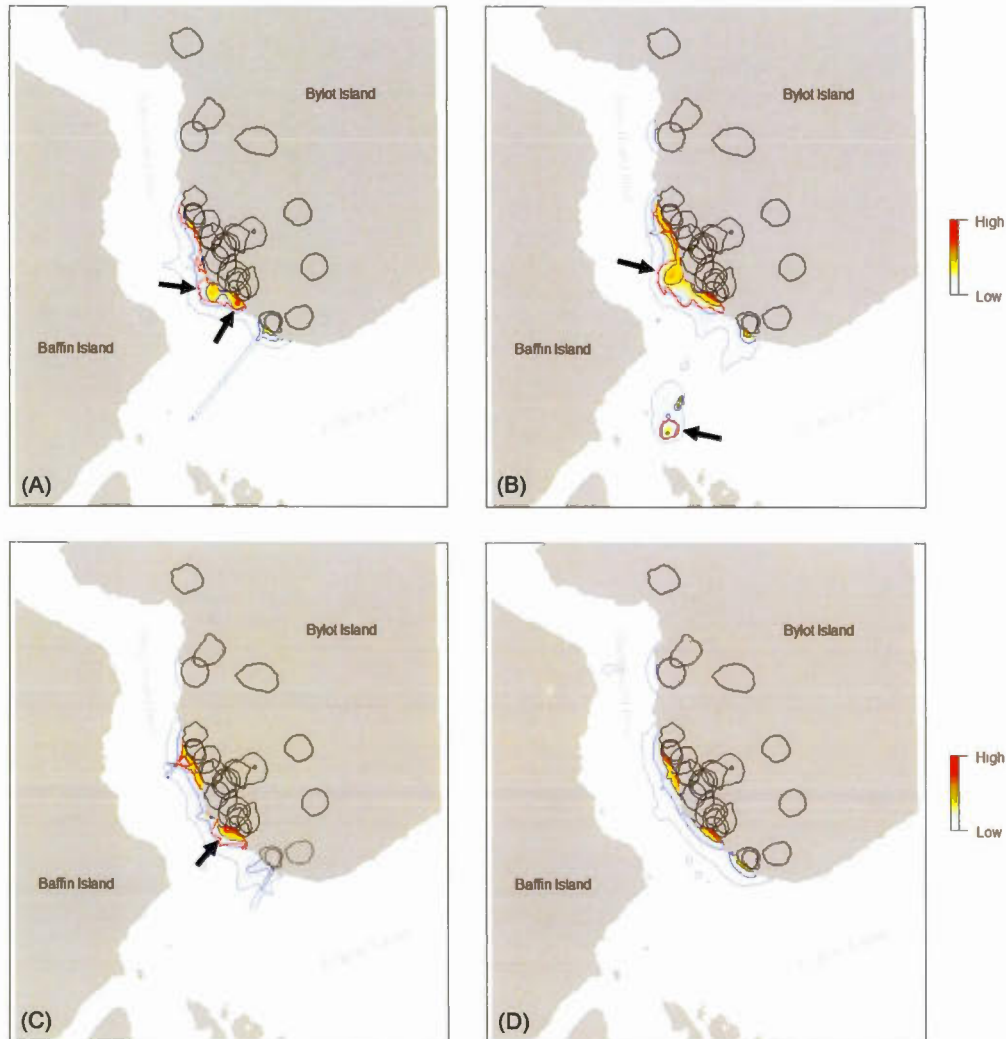 Bylot Island
Baffin Island
(A)
Bylot Island
Baffin Island
(B)
High
Low
Bylot Island
Baffin Island
(C)
Bylot Island
Baffin Island
(D)
High
Low